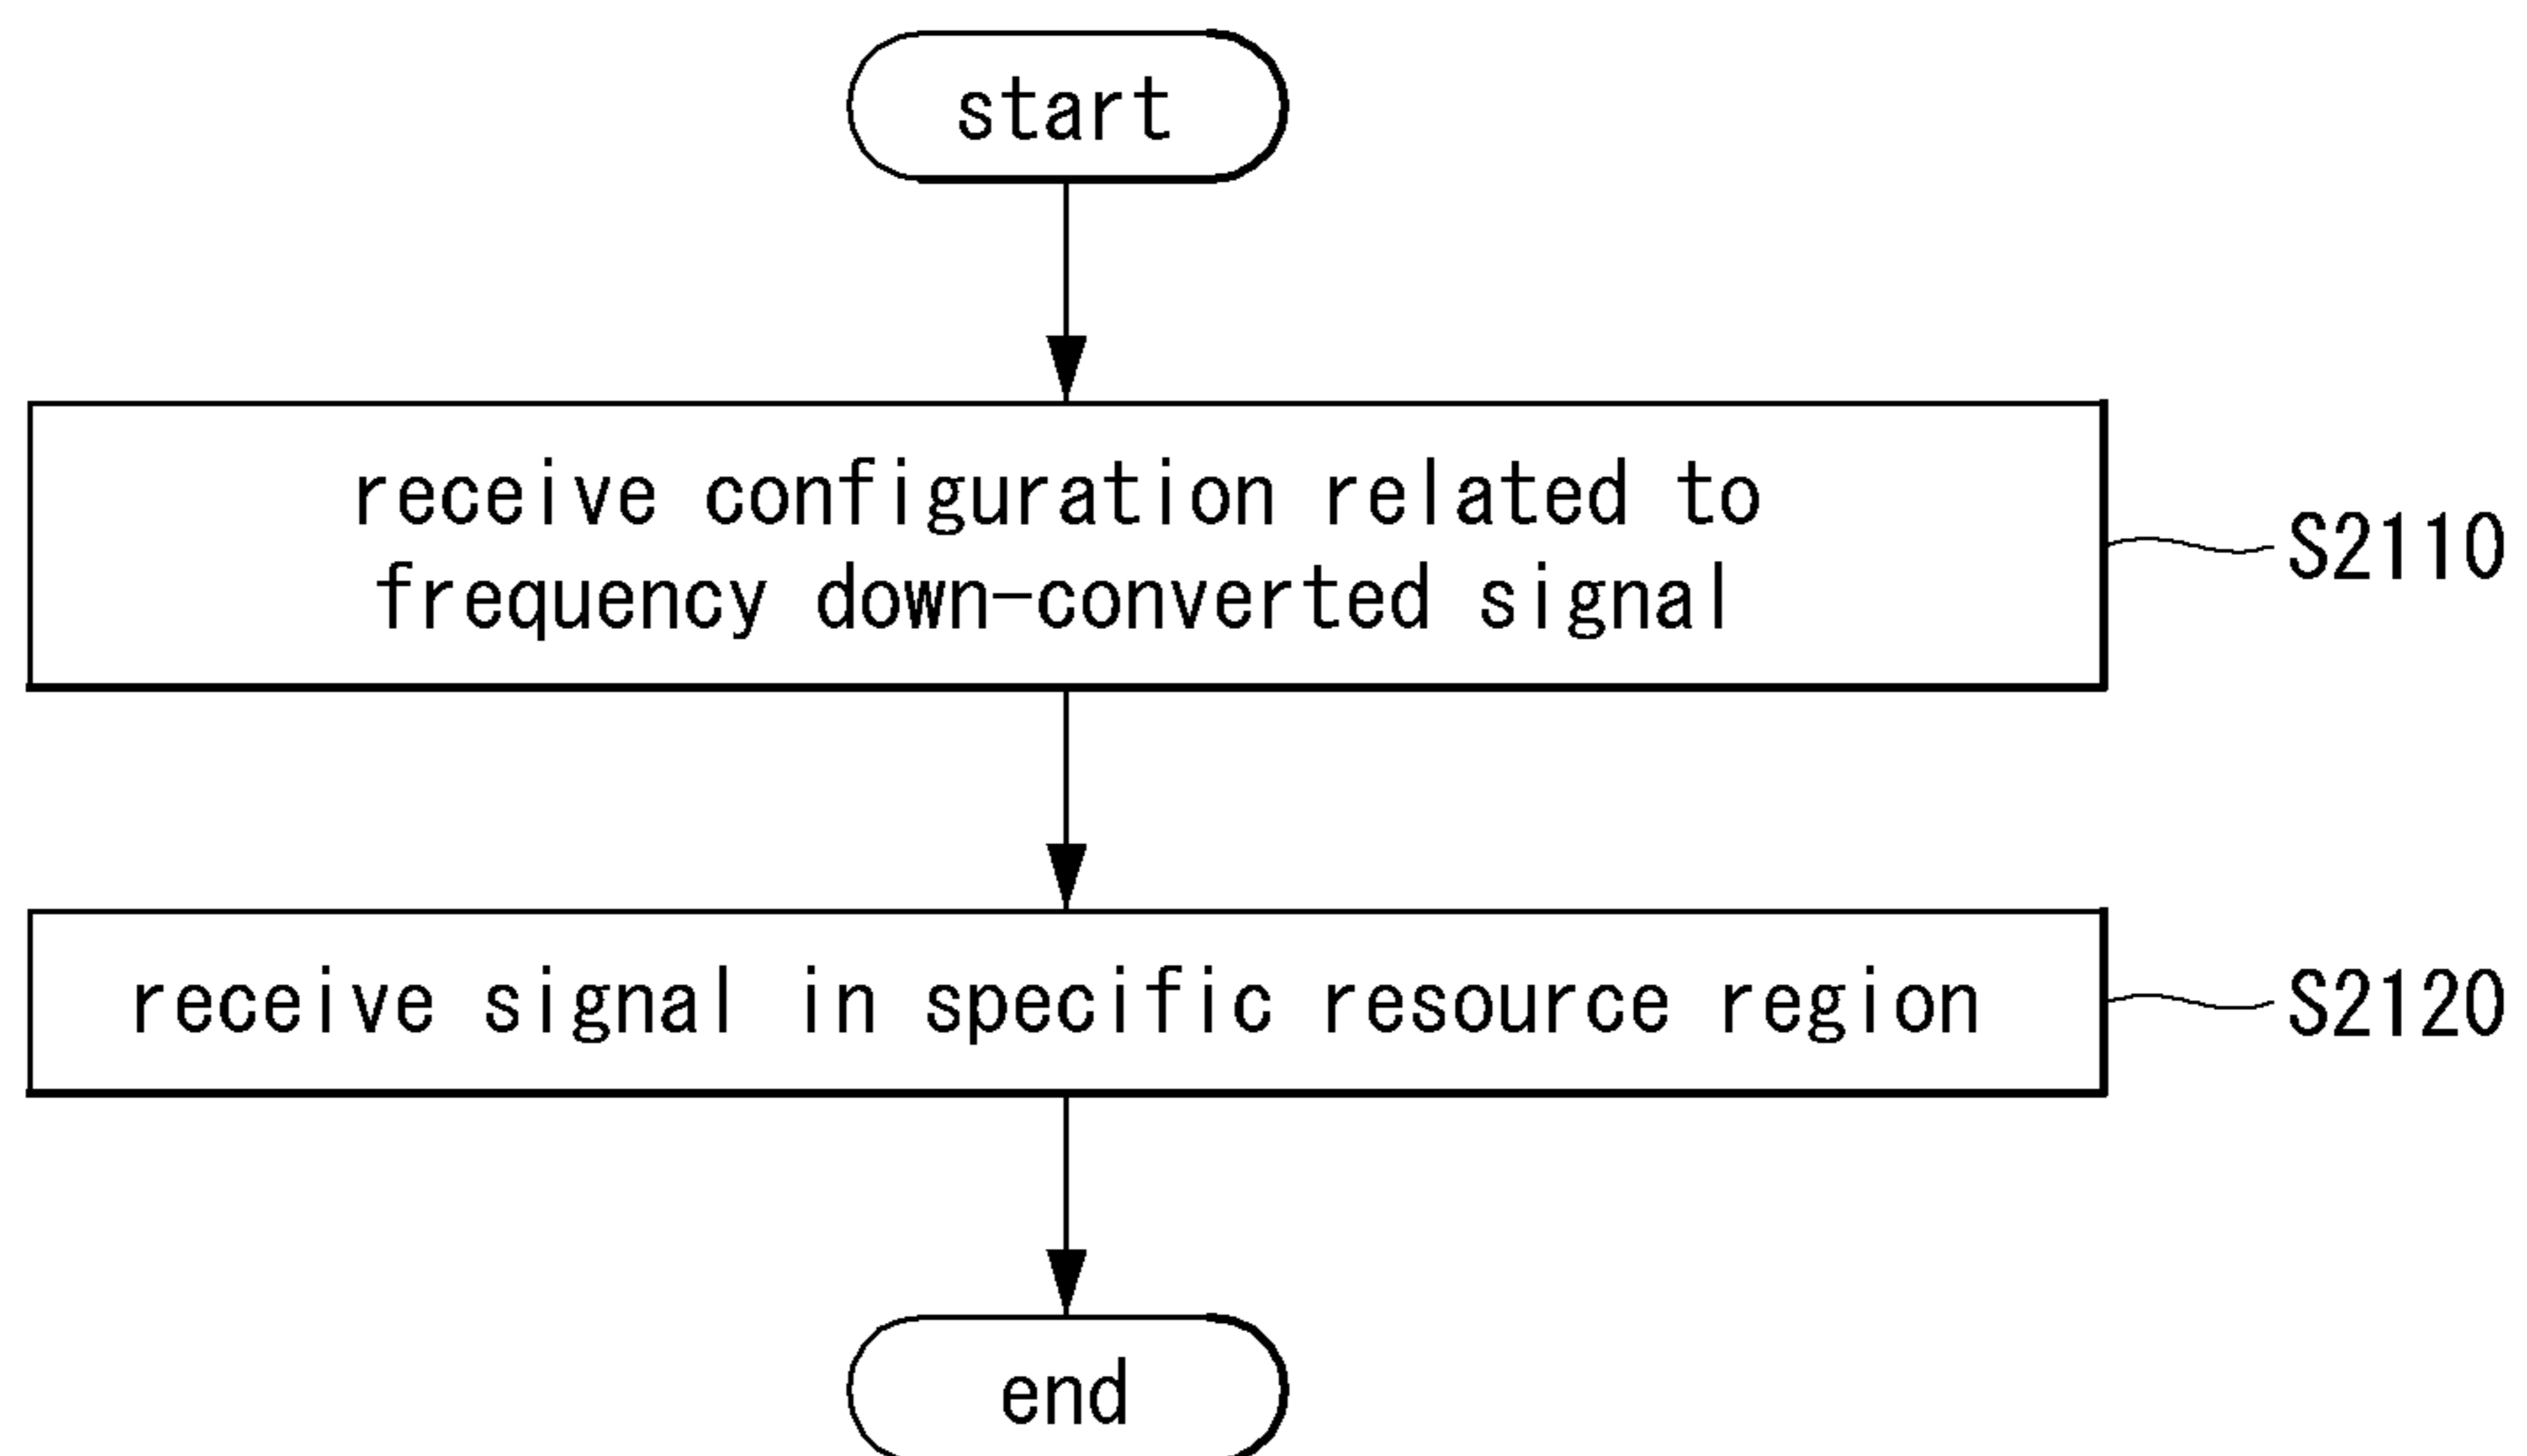 start
receive configuration related to
frequency down-converted signal
S2110
receive signal in specific resource region
S2120
end